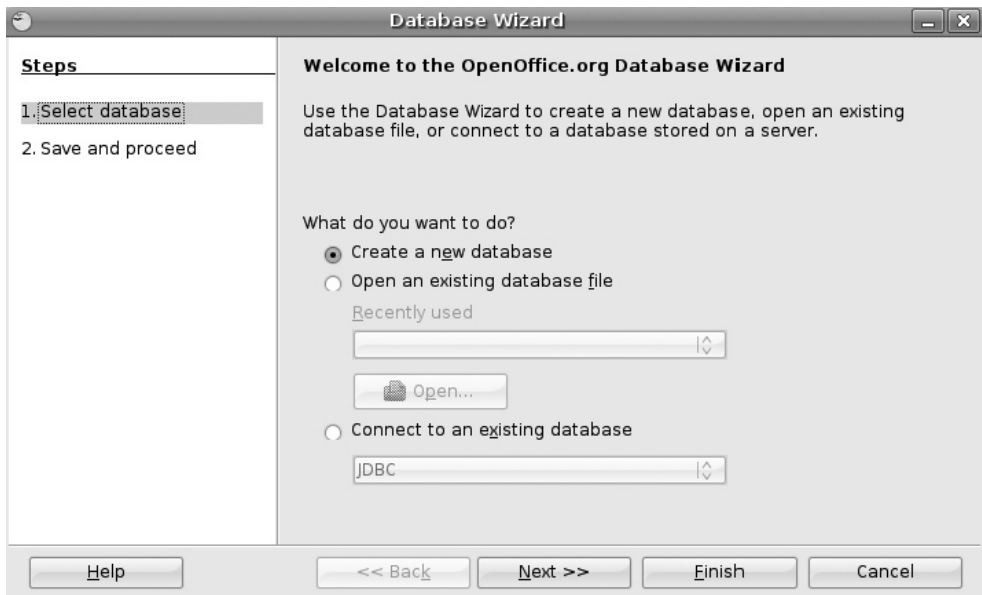 Database Wizard
Steps
1. Select database
2. Save and proceed
Welcome to the OpenOffice.org Database Wizard
Use the Database Wizard to create a new database, open an existing
database file, or connect to a database stored on a server.
What do you want to do?
Create a new database
Open an existing database file
Recently used
Open...
Connect to an existing database
JDBC
Help
<< Back
Next >>
Finish
Cancel